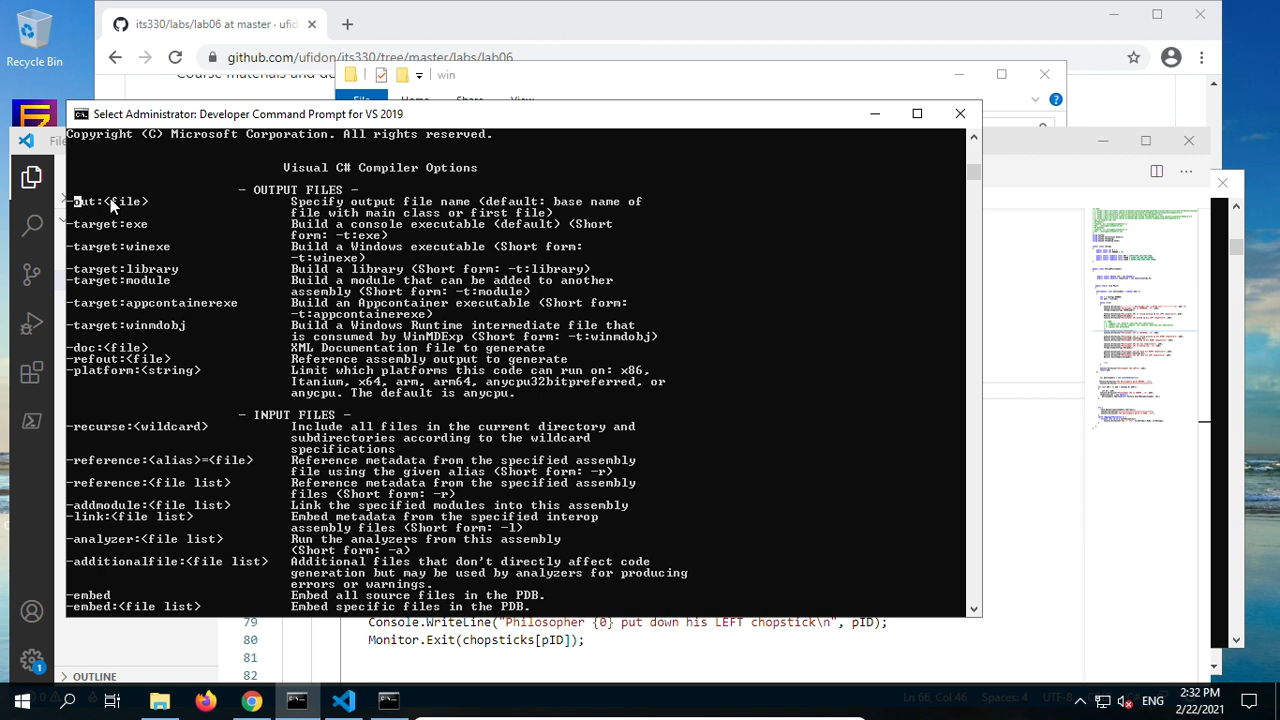 Recycle Bin
its330/labs/lab06 at master · ufid
github.com/ufidon/its330/tree/master/labs/lab06
win
File Home Share View
Select Administrator: Developer Command Prompt for VS 2019
Copyright (C) Microsoft Corporation. All rights reserved.
Visual C# Compiler Options
- OUTPUT FILES -
-out:<file> Specify output file name (default: base name of
file with main class or first file)
-target:exe Build a console executable (default) (Short
form: -t:exe)
-target:winexe Build a Windows executable (Short form:
-t:winexe)
-target:library Build a library (Short form: -t:library)
-target:module Build a module that can be added to another
assembly (Short form: -t:module)
-target:appcontainerexe Build an Appcontainer executable (Short form:
-t:appcontainerexe)
-target:winmdobj Build a Windows Runtime intermediate file that
is consumed by WinMDExp (Short form: -t:winmdobj)
-doc:<file> XML Documentation file to generate
-refout:<file> Reference assembly output to generate
-platform:<string> Limit which platforms this code can run on: x86,
Itanium, x64, arm, arm64, anycpu32bitpreferred, or
anycpu. The default is anycpu.
- INPUT FILES -
-recurse:<wildcard> Include all files in the current directory and
subdirectories according to the wildcard
specifications
-reference:<alias>=<file> Reference metadata from the specified assembly
file using the given alias (Short form: -r)
-reference:<file list> Reference metadata from the specified assembly
files (Short form: -r)
-addmodule:<file list> Link the specified modules into this assembly
-link:<file list> Embed metadata from the specified interop
assembly files (Short form: -l)
-analyzer:<file list> Run the analyzers from this assembly
(Short form: -a)
-additionalfile:<file list> Additional files that don't directly affect code
generation but may be used by analyzers for producing
errors or warnings.
-embed Embed all source files in the PDB.
-embed:<file list> Embed specific files in the PDB.
79 Console.WriteLine("Philosopher {0} put down his LEFT chopstick\n", pID);
80 Monitor.Exit(chopsticks[pID]);
81
82
OUTLINE
Ln 66, Col 46 Spaces: 4 UTF-8
ENG
2:32 PM
2/22/2021